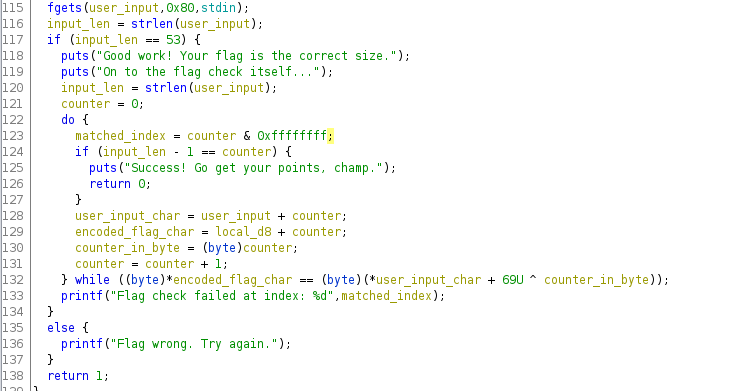 115 fgets(user_input,0x80,stdin);
116 input_len = strlen(user_input);
117 if (input_len == 53) {
118 puts("Good work! Your flag is the correct size.");
119 puts("On to the flag check itself...");
120 input_len = strlen(user_input);
121 counter = 0;
122 do {
123 matched_index = counter & 0xffffffff;
124 if (input_len - 1 == counter) {
125 puts("Success! Go get your points, champ.");
126 return 0;
127 }
128 user_input_char = user_input + counter;
129 encoded_flag_char = local_d8 + counter;
130 counter_in_byte = (byte)counter;
131 counter = counter + 1;
132 } while ((byte)*encoded_flag_char == (byte)(*user_input_char + 69U ^ counter_in_byte));
133 printf("Flag check failed at index: %d",matched_index);
134 }
135 else {
136 printf("Flag wrong. Try again.");
137 }
138 return 1;
139 }